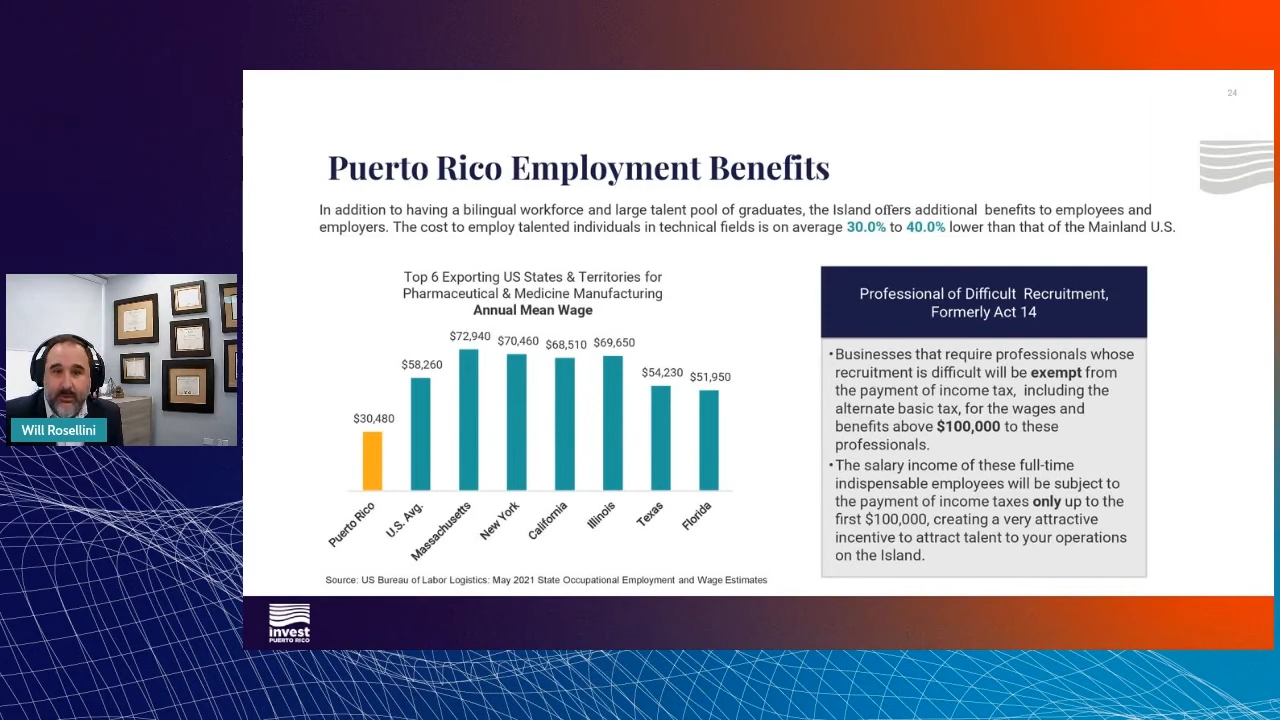 24
Puerto Rico Employment Benefits
In addition to having a bilingual workforce and large talent pool of graduates, the Island offers additional benefits to employees and
employers. The cost to employ talented individuals in technical fields is on average 30.0% to 40.0% lower than that of the Mainland U.S.
Top 6 Exporting US States & Territories for
Pharmaceutical & Medicine Manufacturing
Annual Mean Wage
$30,480
$58,260
$72,940
$70,460
$68,510
$69,650
$54,230
$51,950
Puerto Rico
U.S. Avg.
Massachusetts
New York
California
Illinois
Texas
Florida
Source: US Bureau of Labor Logistics: May 2021 State Occupational Employment and Wage Estimates
Professional of Difficult Recruitment,
Formerly Act 14
•Businesses that require professionals whose
recruitment is difficult will be exempt from
the payment of income tax, including the
alternate basic tax, for the wages and
benefits above $100,000 to these
professionals.
•The salary income of these full-time
indispensable employees will be subject to
the payment of income taxes only up to the
first $100,000, creating a very attractive
incentive to attract talent to your operations
on the Island.
Will Rosellini
invest
PUERTO RICO